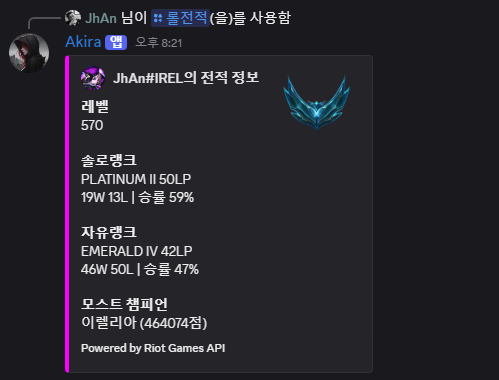 JhAn 님이 롤전적(을)를 사용함
Akira 앱 오후 8:21
JhAn#IREL의 전적 정보
레벨
570
솔로랭크
PLATINUM II 50LP
19W 13L | 승률 59%
자유랭크
EMERALD IV 42LP
46W 50L | 승률 47%
모스트 챔피언
이렐리아 (464074점)
Powered by Riot Games API